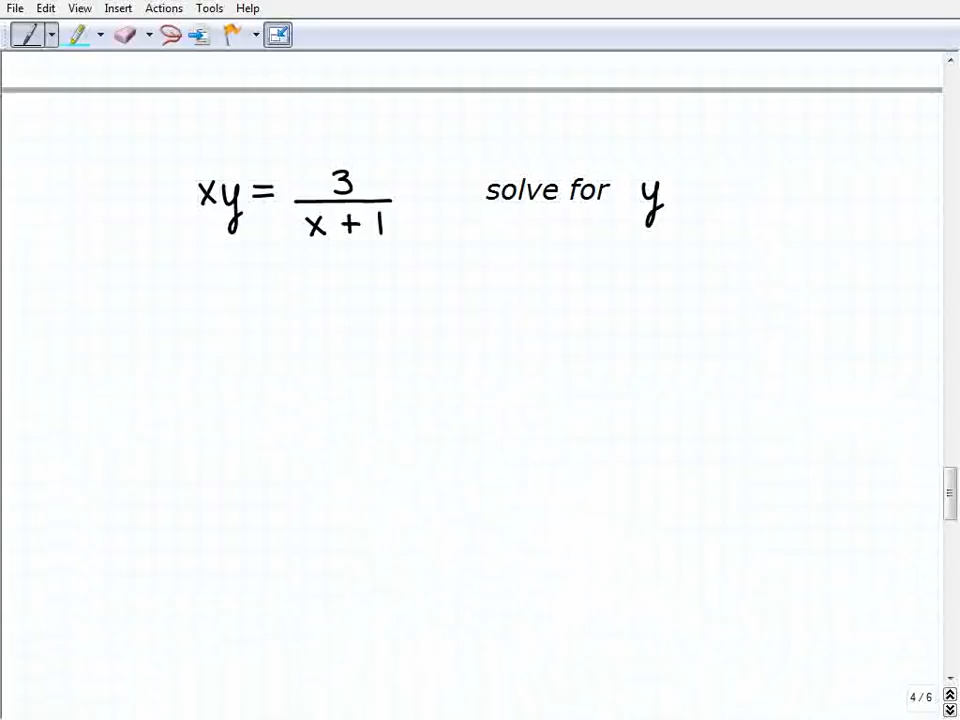 File Edit View Insert Actions Tools Help
xy = 3/(x + 1) solve for y
4 / 6